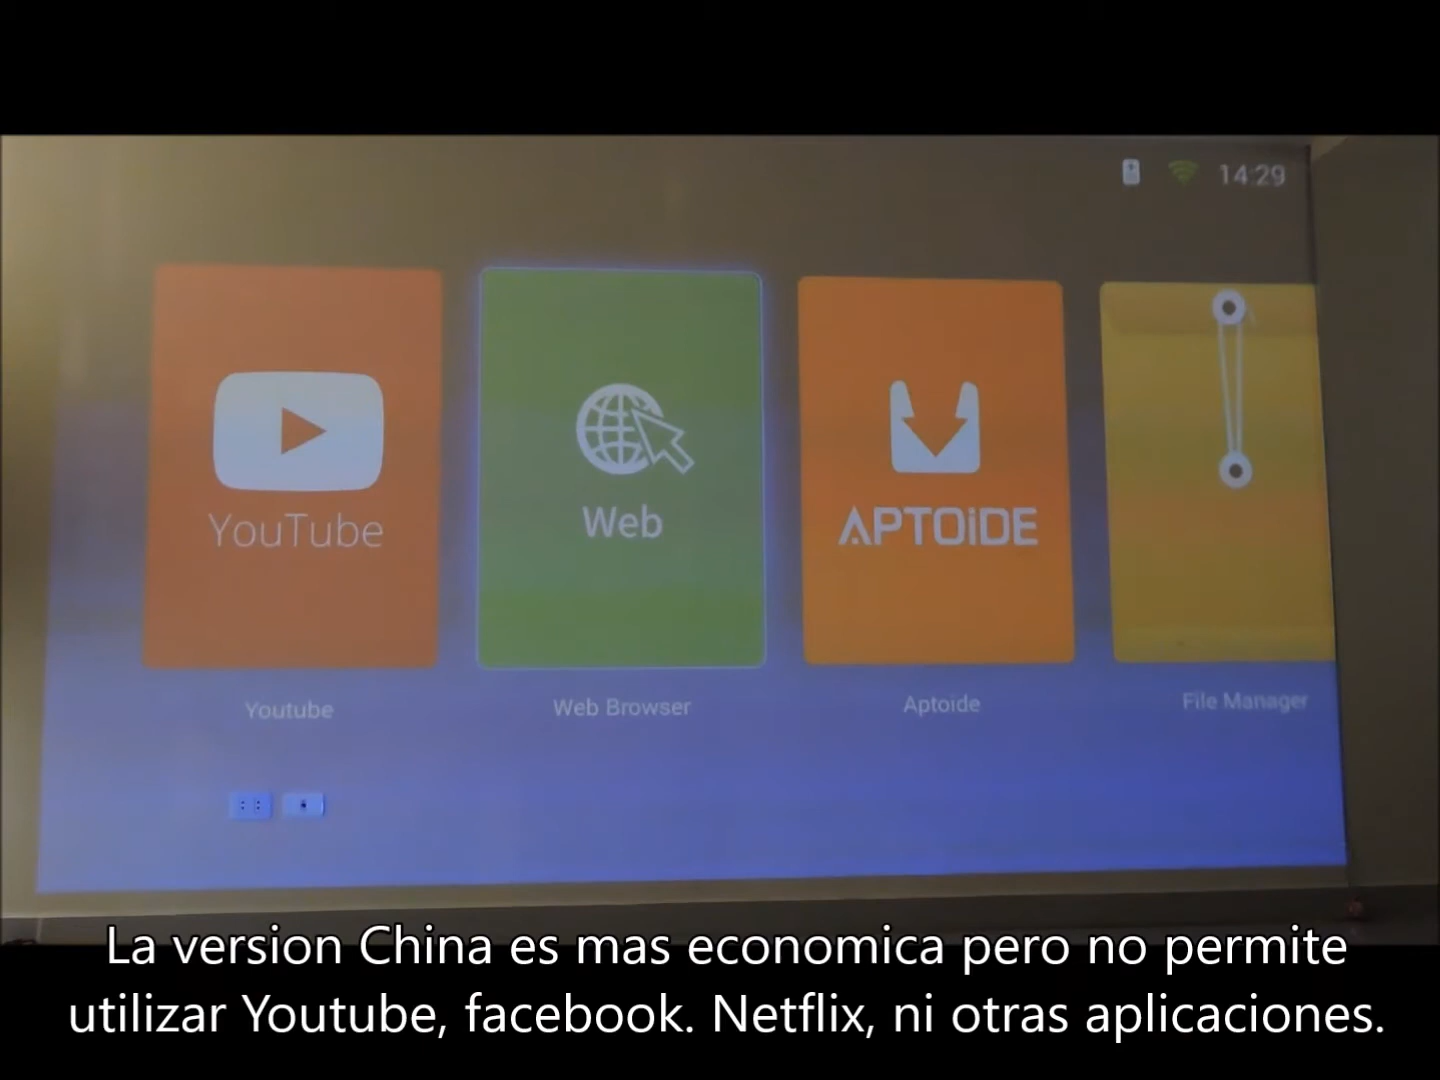 14:29
YouTube
Web
APTOiDE
Youtube
Web Browser
Aptoide
File Manager
La version China es mas economica pero no permite
utilizar Youtube, facebook. Netflix, ni otras aplicaciones.